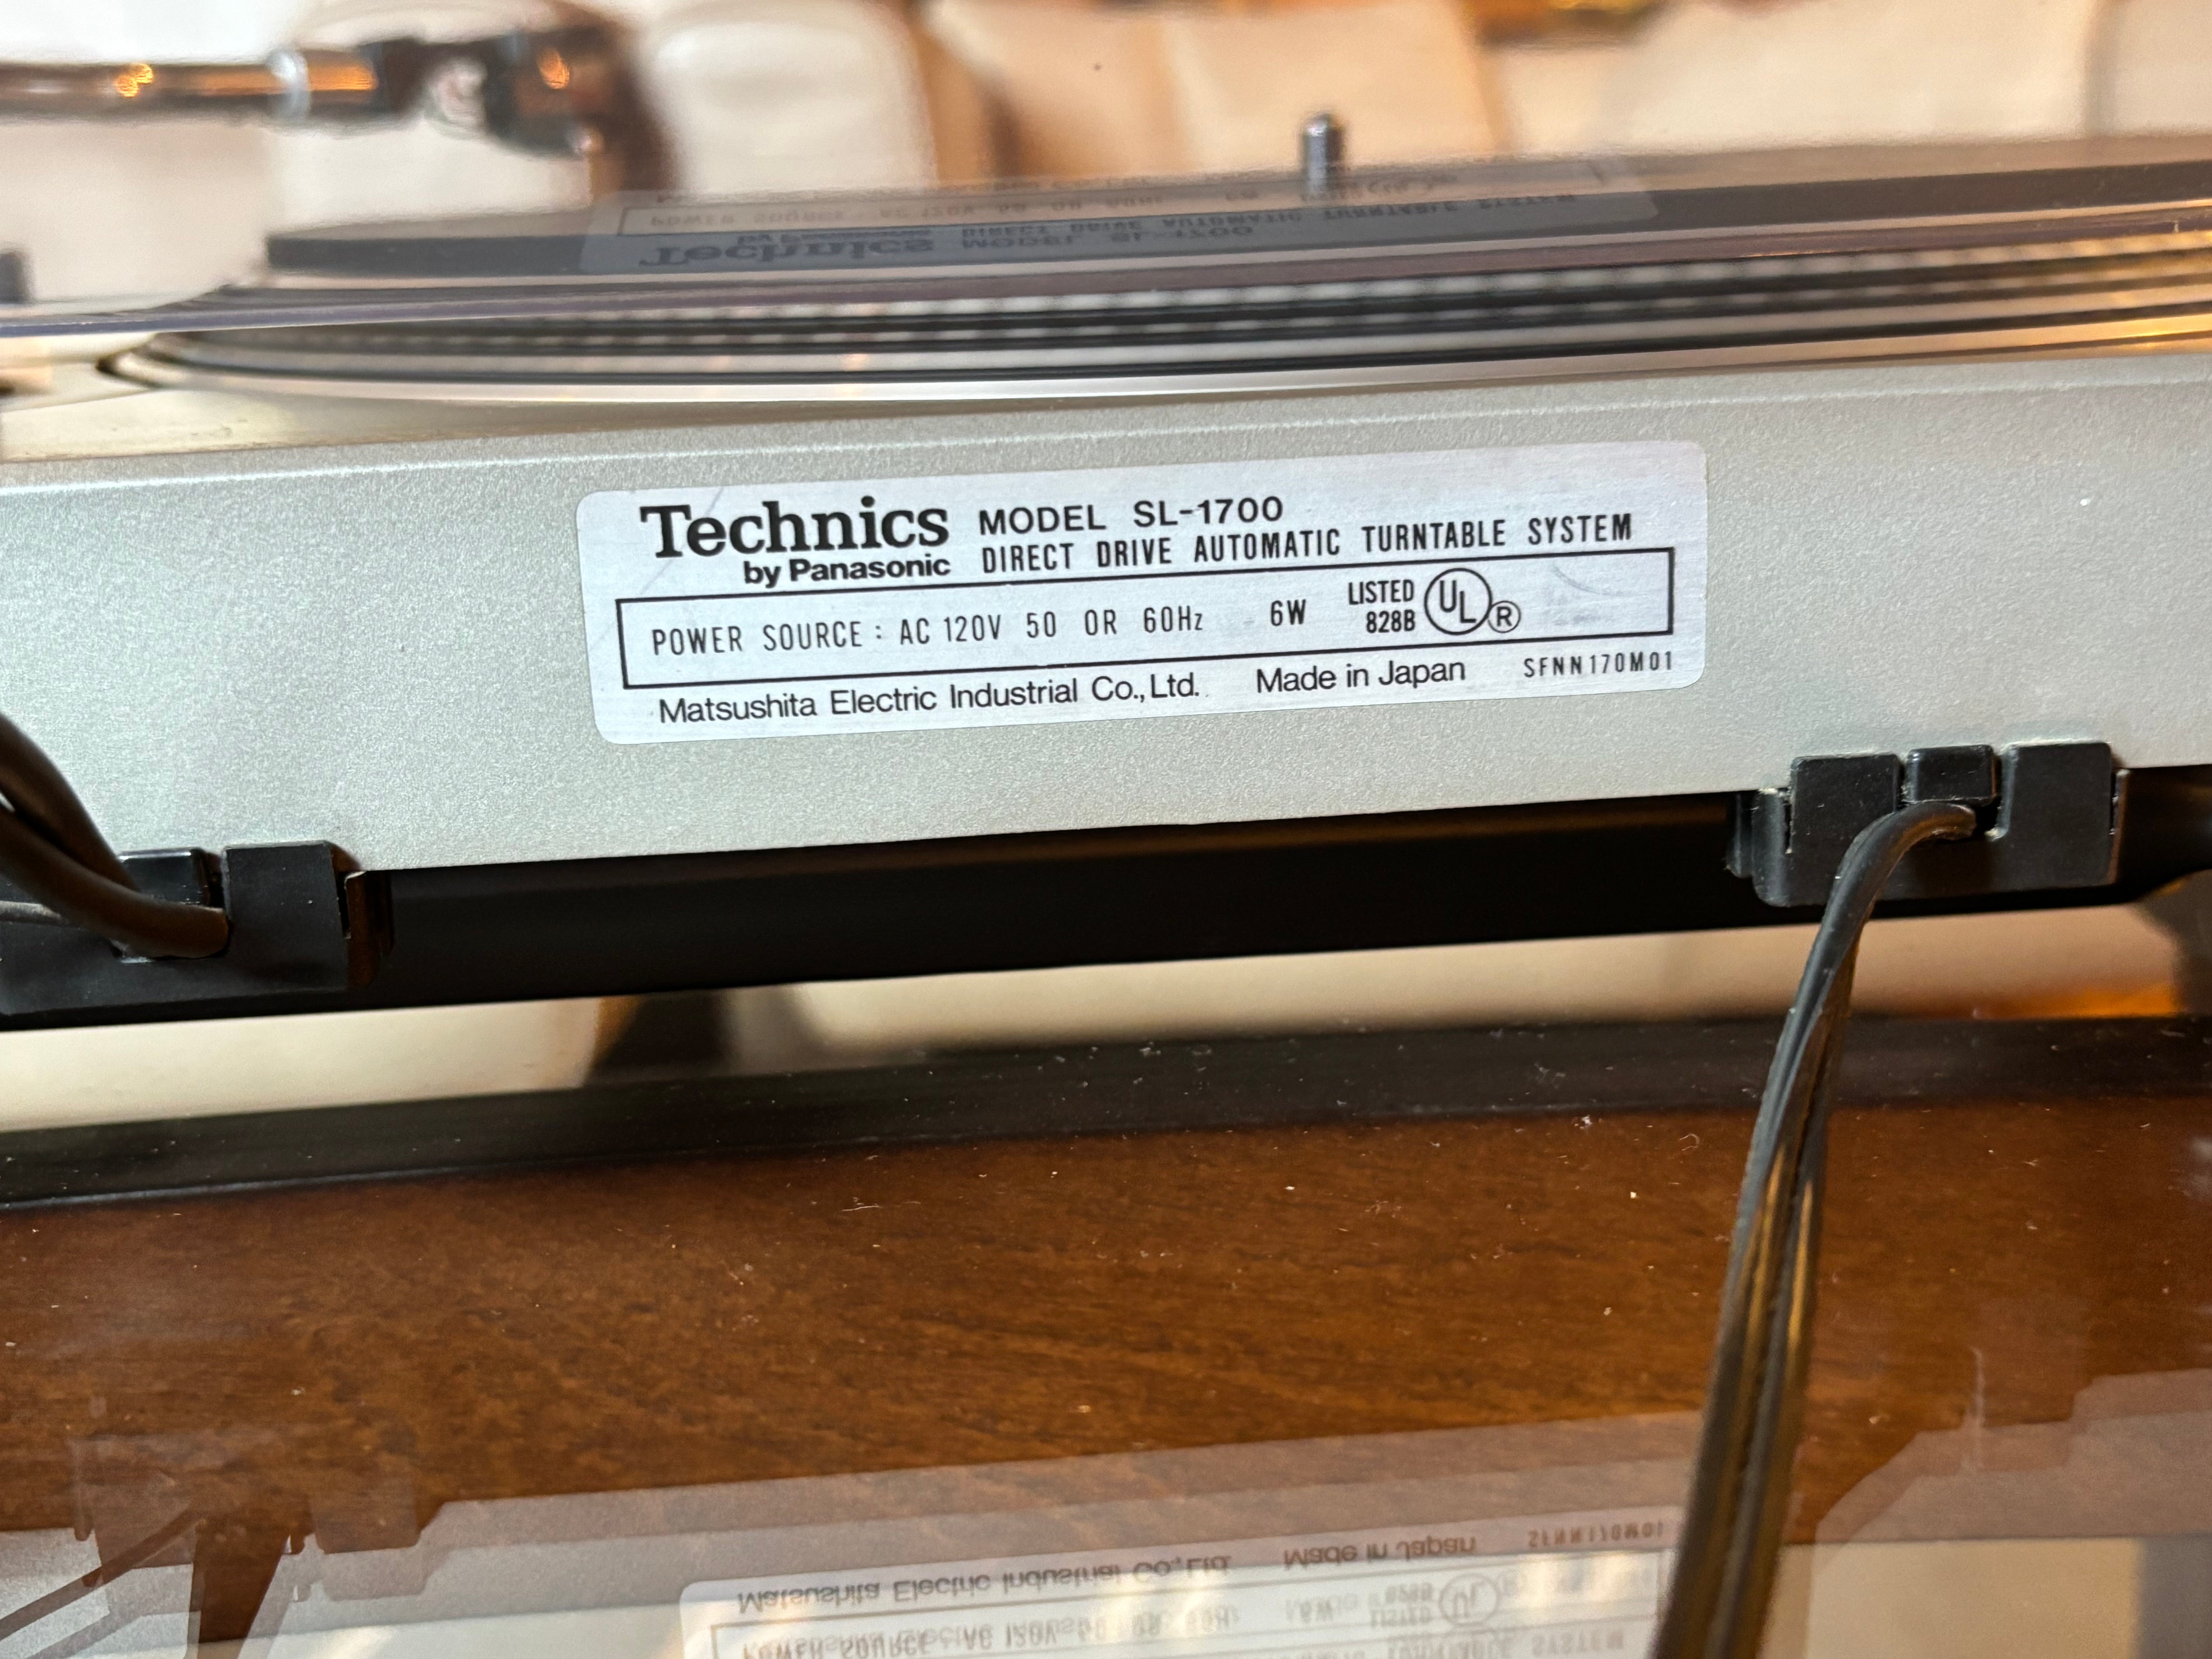 Technics MODEL SL-1700
by Panasonic DIRECT DRIVE AUTOMATIC TURNTABLE SYSTEM
POWER SOURCE : AC 120V 50 OR 60Hz 6W LISTED 828B UL ®
Matsushita Electric Industrial Co., Ltd. Made in Japan SFNN170M01